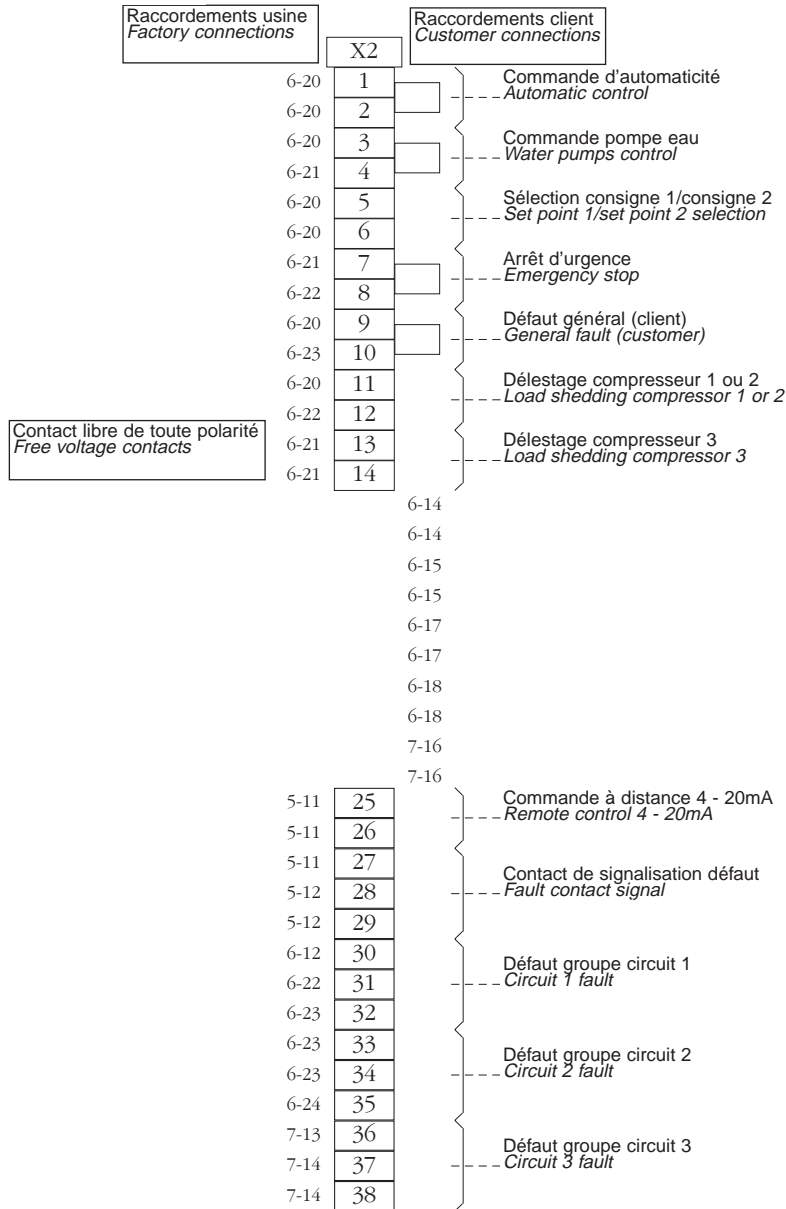 Raccordements usine
Factory connections
Raccordements client
Customer connections
X2
6-20 1 Commande d'automaticité
Automatic control
6-20 2
6-20 3 Commande pompe eau
Water pumps control
6-21 4
6-20 5 Sélection consigne 1/consigne 2
Set point 1/set point 2 selection
6-20 6
6-21 7 Arrêt d'urgence
Emergency stop
6-22 8
6-20 9 Défaut général (client)
General fault (customer)
6-23 10
6-20 11 Délestage compresseur 1 ou 2
Load shedding compressor 1 or 2
6-22 12
Contact libre de toute polarité
Free voltage contacts
6-21 13 Délestage compresseur 3
Load shedding compressor 3
6-21 14
6-14
6-14
6-15
6-15
6-17
6-17
6-18
6-18
7-16
7-16
5-11 25 Commande à distance 4 - 20mA
Remote control 4 - 20mA
5-11 26
5-11 27
Contact de signalisation défaut
5-12 28 Fault contact signal
5-12 29
6-12 30
Défaut groupe circuit 1
6-22 31 Circuit 1 fault
6-23 32
6-23 33
Défaut groupe circuit 2
6-23 34 Circuit 2 fault
6-24 35
7-13 36
Défaut groupe circuit 3
7-14 37 Circuit 3 fault
7-14 38